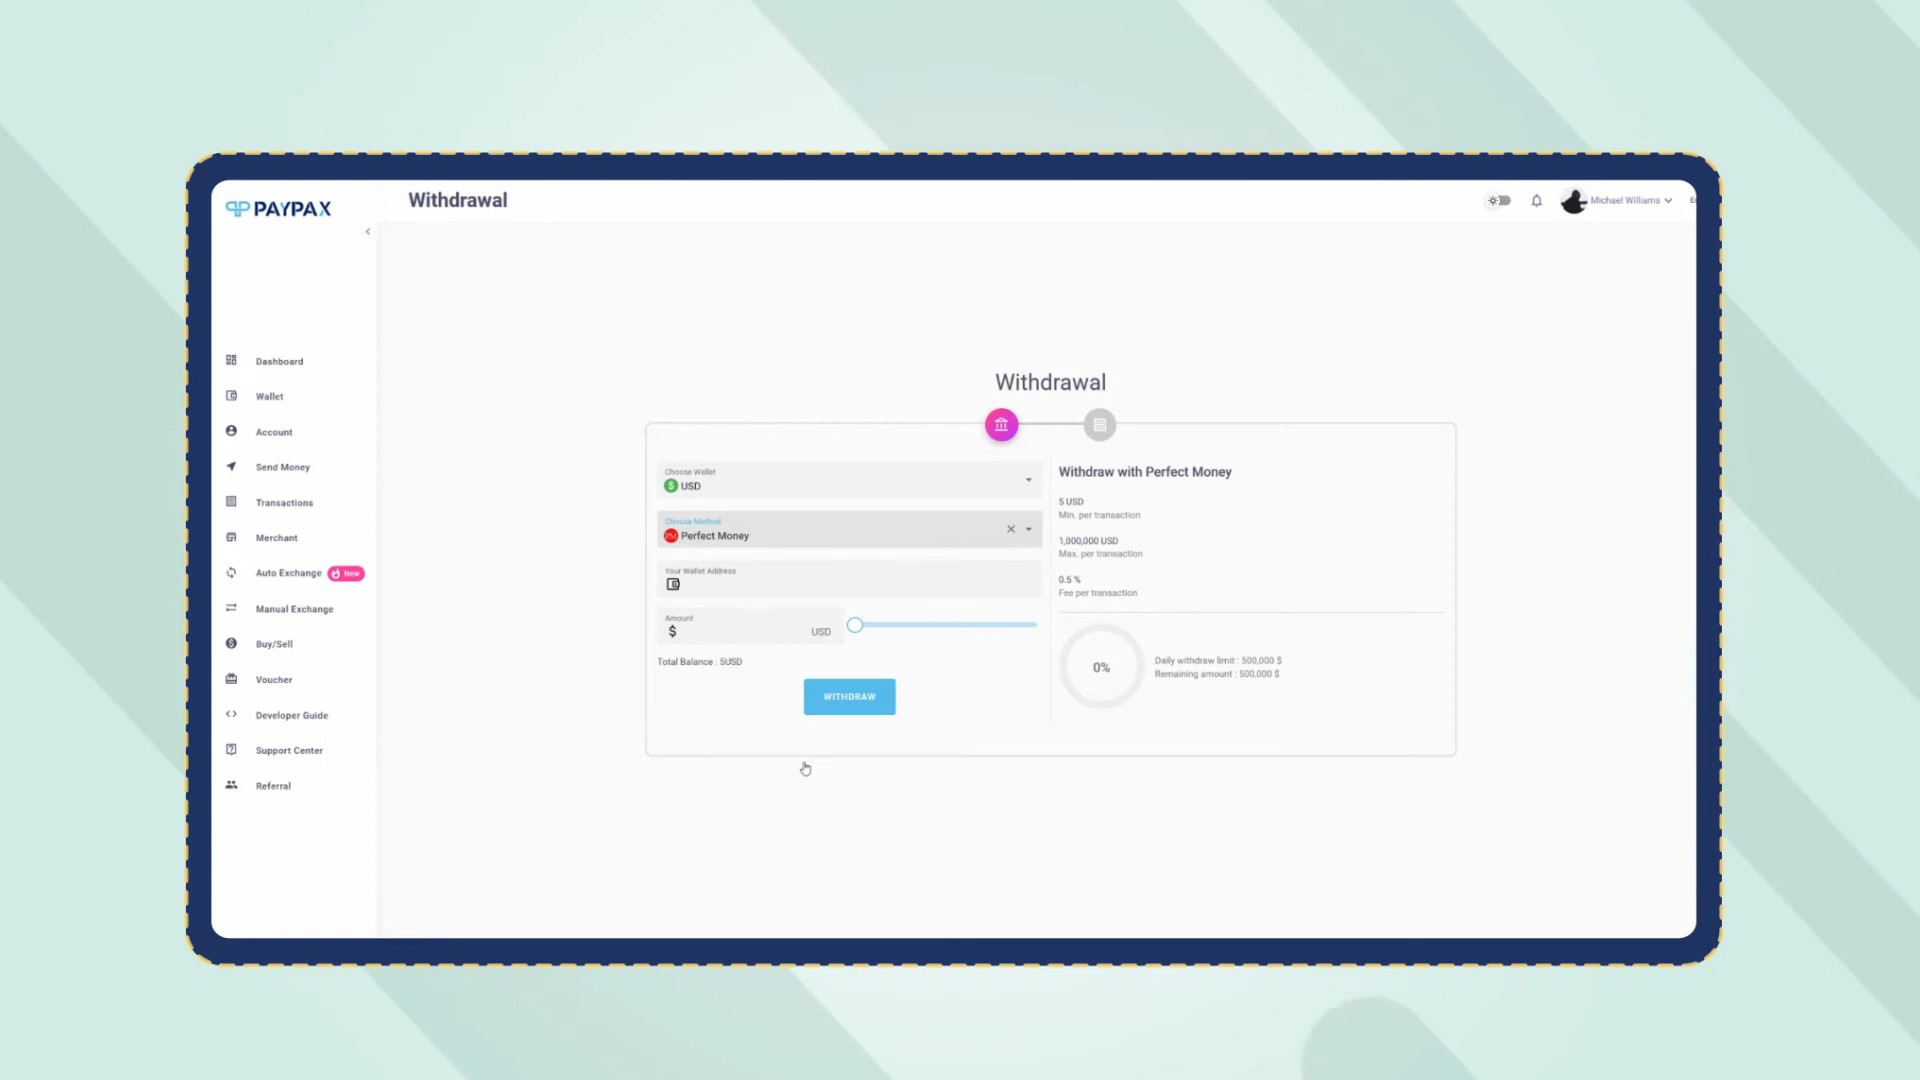 PAYPAX
Withdrawal
Michael Williams
Dashboard
Wallet
Account
Send Money
Transactions
Merchant
Auto Exchange New
Manual Exchange
Buy/Sell
Voucher
Developer Guide
Support Center
Referral
Withdrawal
Choose Wallet
$ USD
Choose Method
PM Perfect Money
Your Wallet Address
Amount
$ USD
Total Balance : 5USD
WITHDRAW
Withdraw with Perfect Money
5 USD
Min. per transaction
1,000,000 USD
Max. per transaction
0.5 %
Fee per transaction
0%
Daily withdraw limit : 500,000 $
Remaining amount : 500,000 $